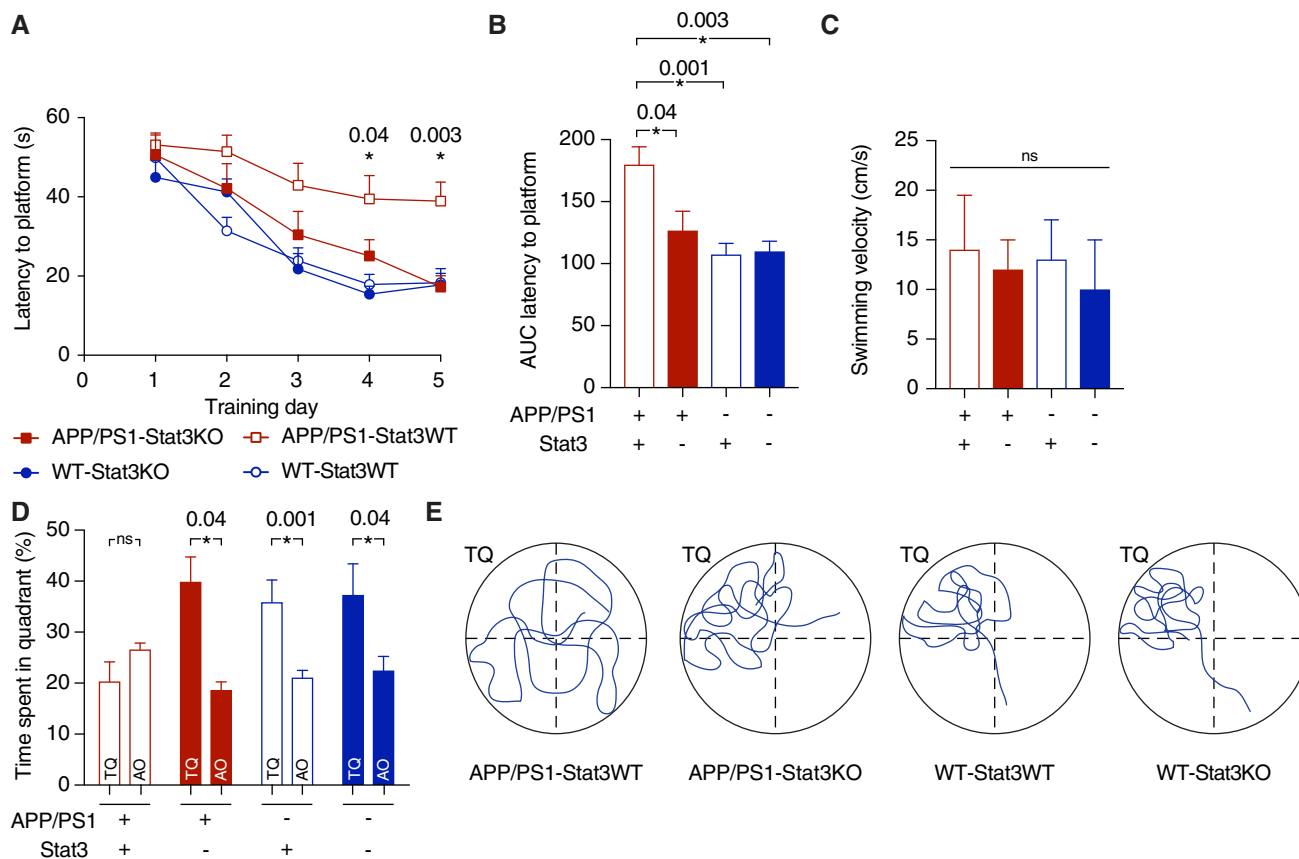 A
Latency to platform (s)
60
40
20
0
0 1 2 3 4 5
Training day
0.04 0.003
* *
APP/PS1-Stat3KO APP/PS1-Stat3WT
WT-Stat3KO WT-Stat3WT
B
0.003
*
0.001
*
0.04
*
AUC latency to platform
200
150
100
50
0
APP/PS1 + + - -
Stat3 + - + -
C
ns
Swimming velocity (cm/s)
25
20
15
10
5
0
+ + - -
+ - + -
D
Time spent in quadrant (%)
50
40
30
20
10
0
ns 0.04 0.001 0.04
* * *
TQ AO TQ AO TQ AO TQ AO
APP/PS1 + + - -
Stat3 + - + -
E
TQ TQ TQ TQ
APP/PS1-Stat3WT APP/PS1-Stat3KO WT-Stat3WT WT-Stat3KO